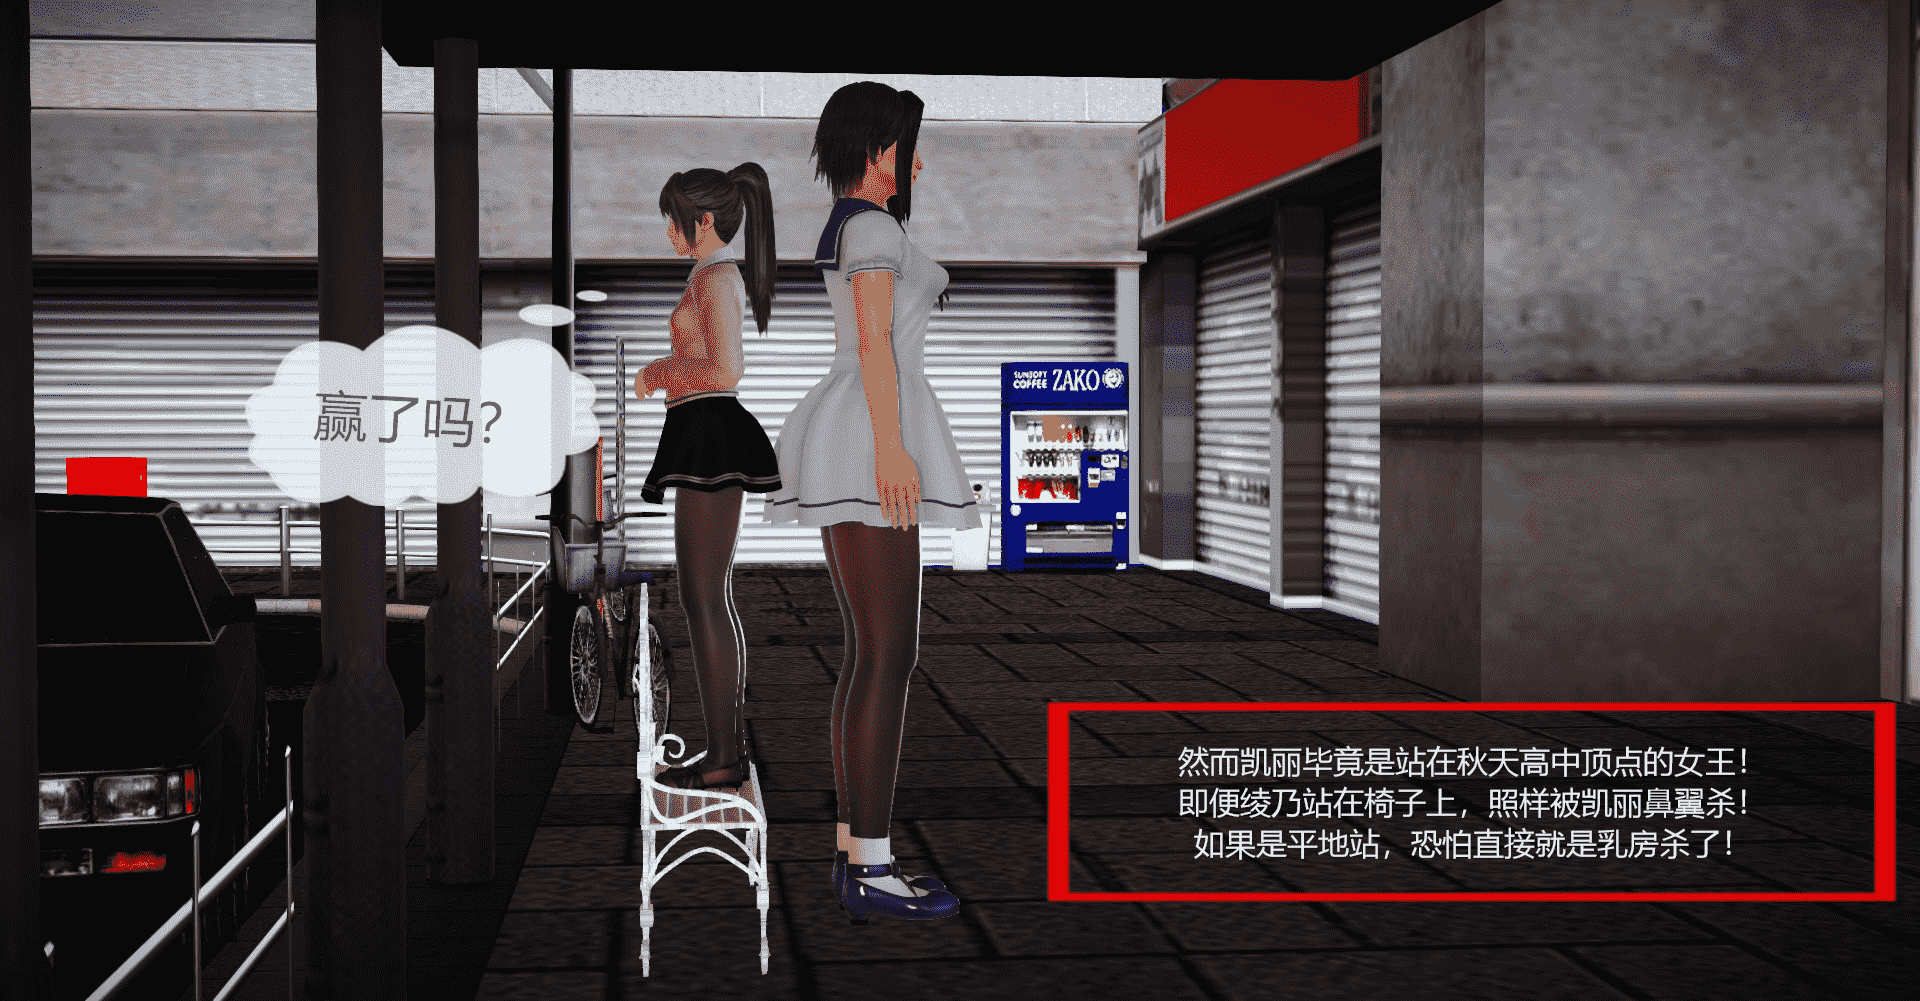 赢了吗?
SUNTORY
COFFEE ZAKO
然而凯丽毕竟是站在秋天高中顶点的女王!
即便绫乃站在椅子上，照样被凯丽鼻翼杀!
如果是平地站，恐怕直接就是乳房杀了!